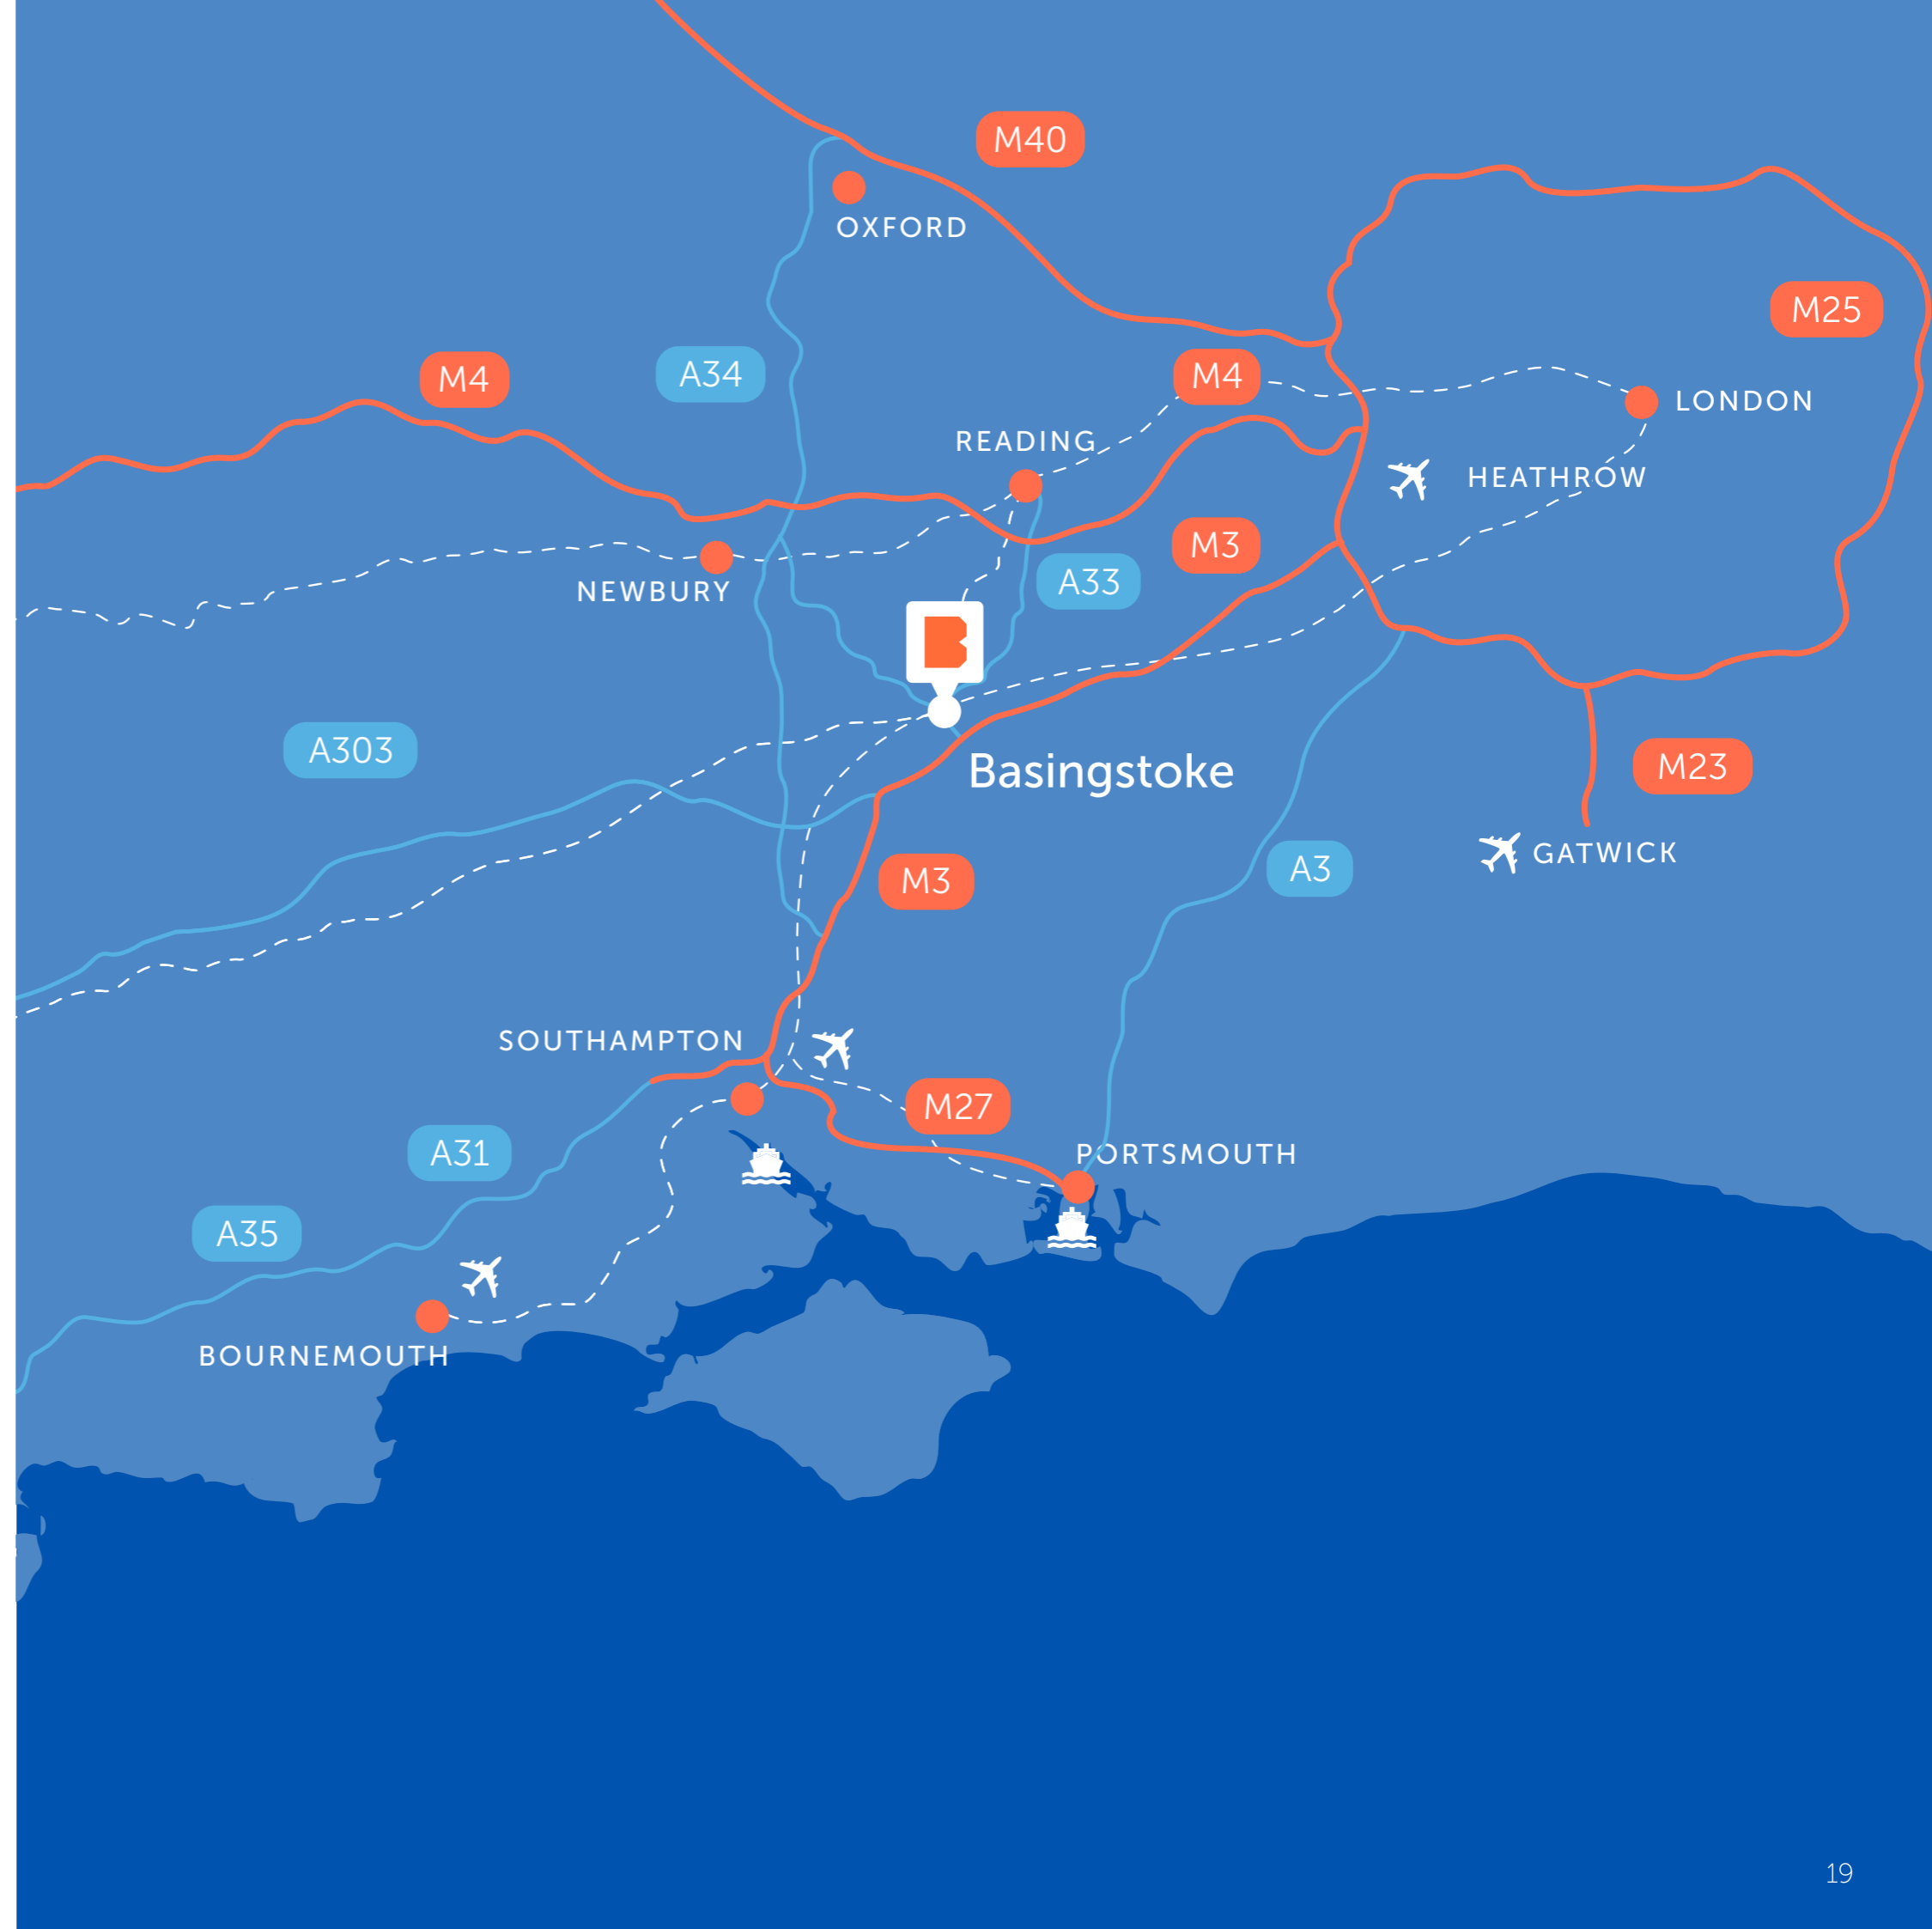 M40
OXFORD
M25
M4
A34
M4
LONDON
READING
HEATHROW
M3
A33
NEWBURY
B
A303
Basingstoke
M23
GATWICK
A3
M3
SOUTHAMPTON
M27
A31
PORTSMOUTH
A35
BOURNEMOUTH
19